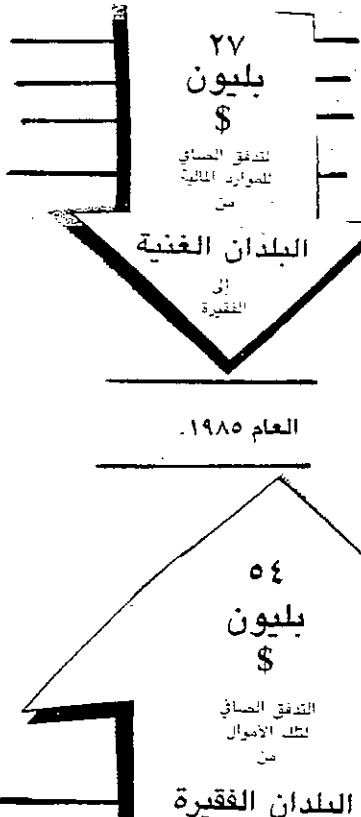 ٢٧
بليون
$
التدفق الصافي
للموارد المالية
من
البلدان الغنية
إلى
الفقيرة
العام ١٩٨٥.
٥٤
بليون
$
التدفق الصافي
لتلك الأموال
من
البلدان الفقيرة